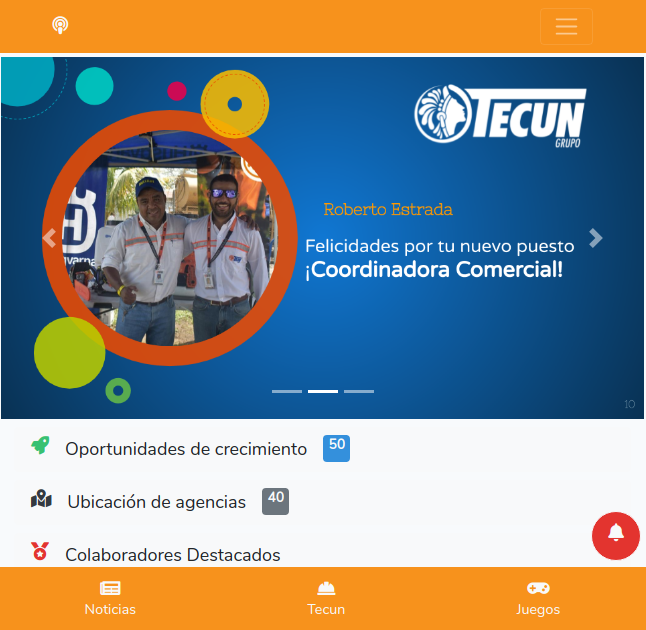 TECUN
GRUPO
Roberto Estrada
Felicidades por tu nuevo puesto
¡Coordinadora Comercial!
10
Oportunidades de crecimiento 50
Ubicación de agencias 40
Colaboradores Destacados
Noticias Tecun Juegos